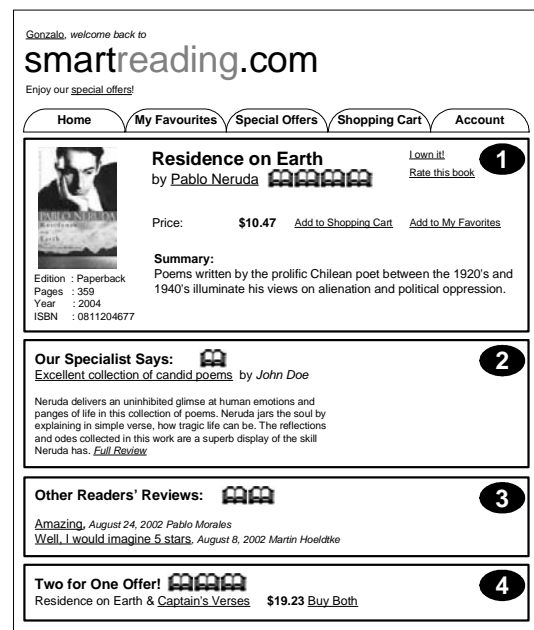 Gonzalo, welcome back to
smartreading.com
Enjoy our special offers!
Home My Favourites Special Offers Shopping Cart Account
Residence on Earth
I own it!
1
by Pablo Neruda
Rate this book
Price: $10.47 Add to Shopping Cart Add to My Favorites
PABLO NERUDA
Residence
on
Earth
Summary:
Poems written by the prolific Chilean poet between the 1920's and
1940's illuminate his views on alienation and political oppression.
Edition : Paperback
Pages : 359
Year : 2004
ISBN : 0811204677
Our Specialist Says:
2
Excellent collection of candid poems by John Doe
Neruda delivers an uninhibited glimse at human emotions and
panges of life in this collection of poems. Neruda jars the soul by
explaining in simple verse, how tragic life can be. The reflections
and odes collected in this work are a superb display of the skill
Neruda has. Full Review
Other Readers' Reviews:
3
Amazing, August 24, 2002 Pablo Morales
Well, I would imagine 5 stars, August 8, 2002 Martin Hoeldtke
Two for One Offer!
4
Residence on Earth & Captain's Verses $19.23 Buy Both